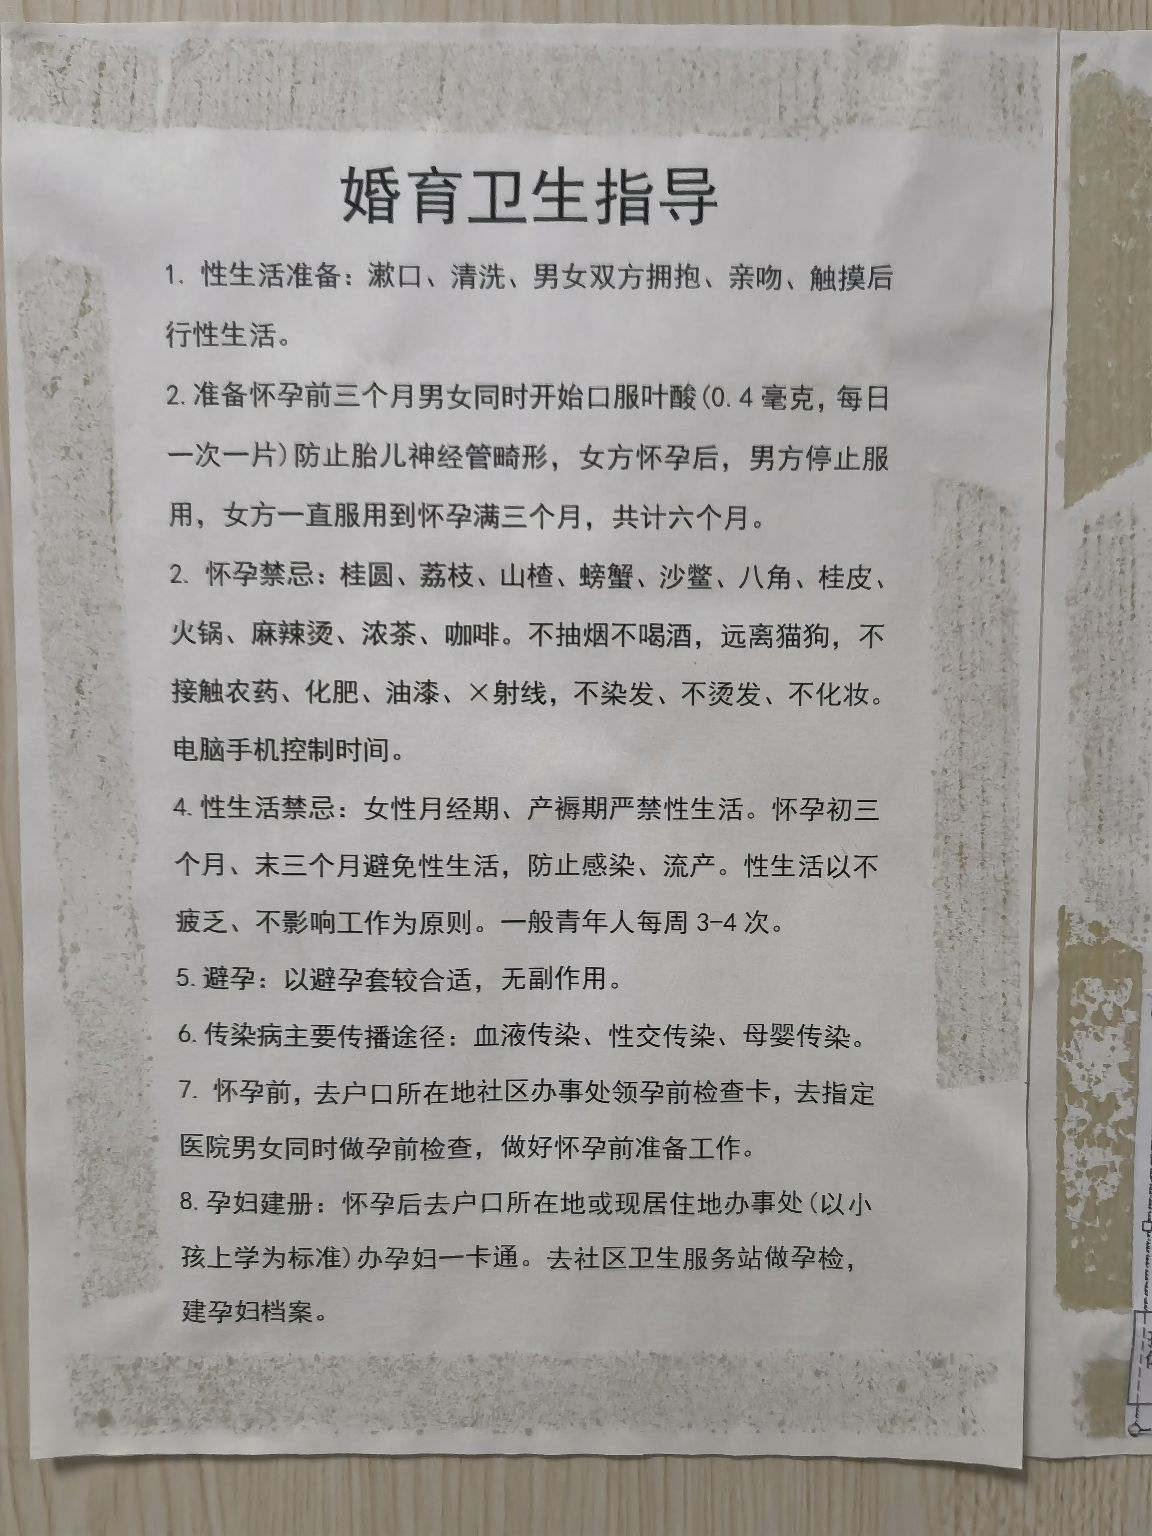 婚育卫生指导
1. 性生活准备：漱口、清洗、男女双方拥抱、亲吻、触摸后
行性生活。
2.准备怀孕前三个月男女同时开始口服叶酸(0.4毫克，每日
一次一片)防止胎儿神经管畸形，女方怀孕后，男方停止服
用，女方一直服用到怀孕满三个月，共计六个月。
2. 怀孕禁忌：桂圆、荔枝、山楂、螃蟹、沙鳖、八角、桂皮、
火锅、麻辣烫、浓茶、咖啡。不抽烟不喝酒，远离猫狗，不
接触农药、化肥、油漆、×射线，不染发、不烫发、不化妆。
电脑手机控制时间。
4.性生活禁忌：女性月经期、产褥期严禁性生活。怀孕初三
个月、末三个月避免性生活，防止感染、流产。性生活以不
疲乏、不影响工作为原则。一般青年人每周3-4次。
5.避孕：以避孕套较合适，无副作用。
6.传染病主要传播途径：血液传染、性交传染、母婴传染。
7. 怀孕前，去户口所在地社区办事处领孕前检查卡，去指定
医院男女同时做孕前检查，做好怀孕前准备工作。
8.孕妇建册：怀孕后去户口所在地或现居住地办事处(以小
孩上学为标准)办孕妇一卡通。去社区卫生服务站做孕检，
建孕妇档案。